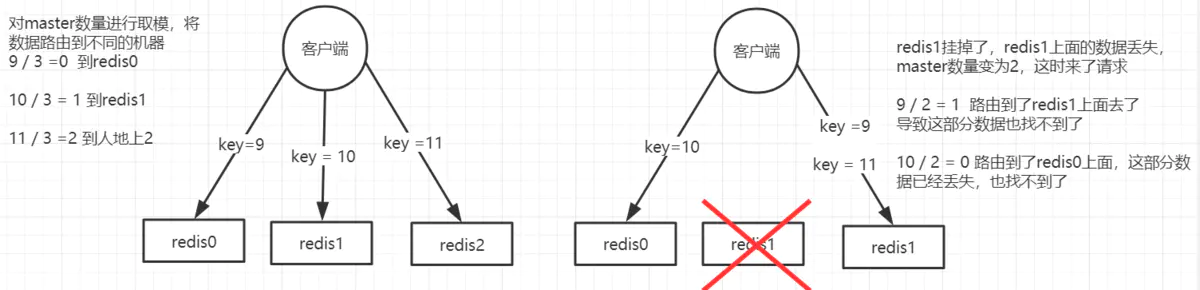 对master数量进行取模，将
数据路由到不同的机器
9 / 3 =0 到redis0
10 / 3 = 1 到redis1
11 / 3 =2 到人地上2
客户端
key=9
key = 10
key =11
redis0
redis1
redis2
客户端
key=10
key =9
key = 11
redis0
redis1
redis1
redis1挂掉了，redis1上面的数据丢失，
master数量变为2，这时来了请求
9 / 2 = 1 路由到了redis1上面去了
导致这部分数据也找不到了
10 / 2 = 0 路由到了redis0上面，这部分数
据已经丢失，也找不到了